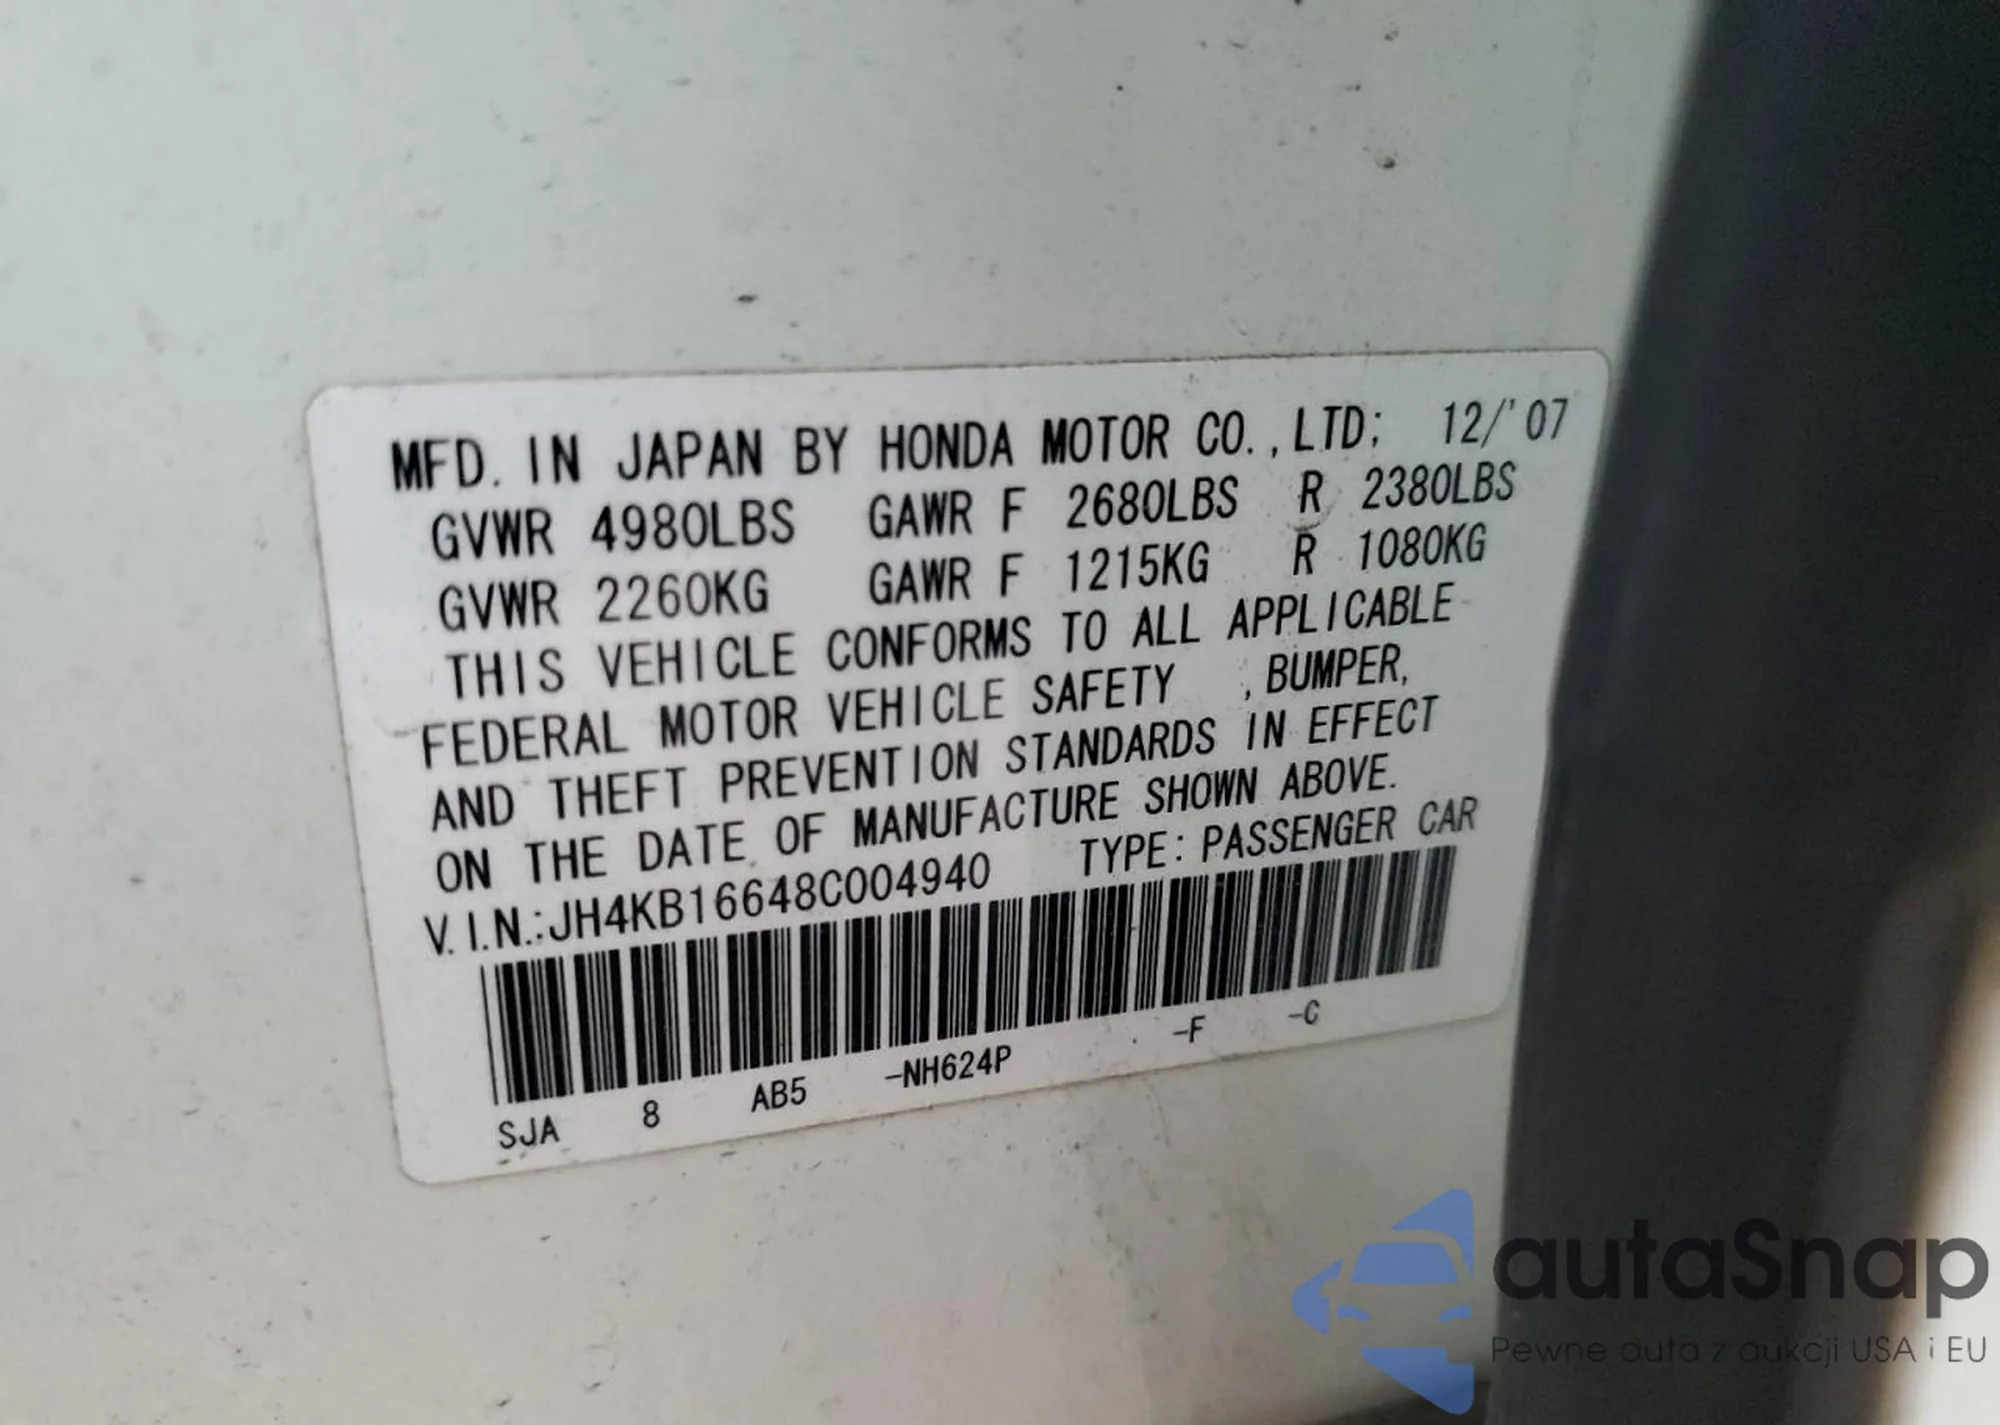 MFD. IN JAPAN BY HONDA MOTOR CO.,LTD; 12/'07
GVWR 4980LBS GAWR F 2680LBS R 2380LBS
GVWR 2260KG GAWR F 1215KG R 1080KG
THIS VEHICLE CONFORMS TO ALL APPLICABLE
FEDERAL MOTOR VEHICLE SAFETY , BUMPER,
AND THEFT PREVENTION STANDARDS IN EFFECT
ON THE DATE OF MANUFACTURE SHOWN ABOVE.
V.I.N.:JH4KB16648C004940 TYPE: PASSENGER CAR
SJA 8 AB5 -NH624P -F -C
autaSnap
Pewne auta z aukcji USA i EU